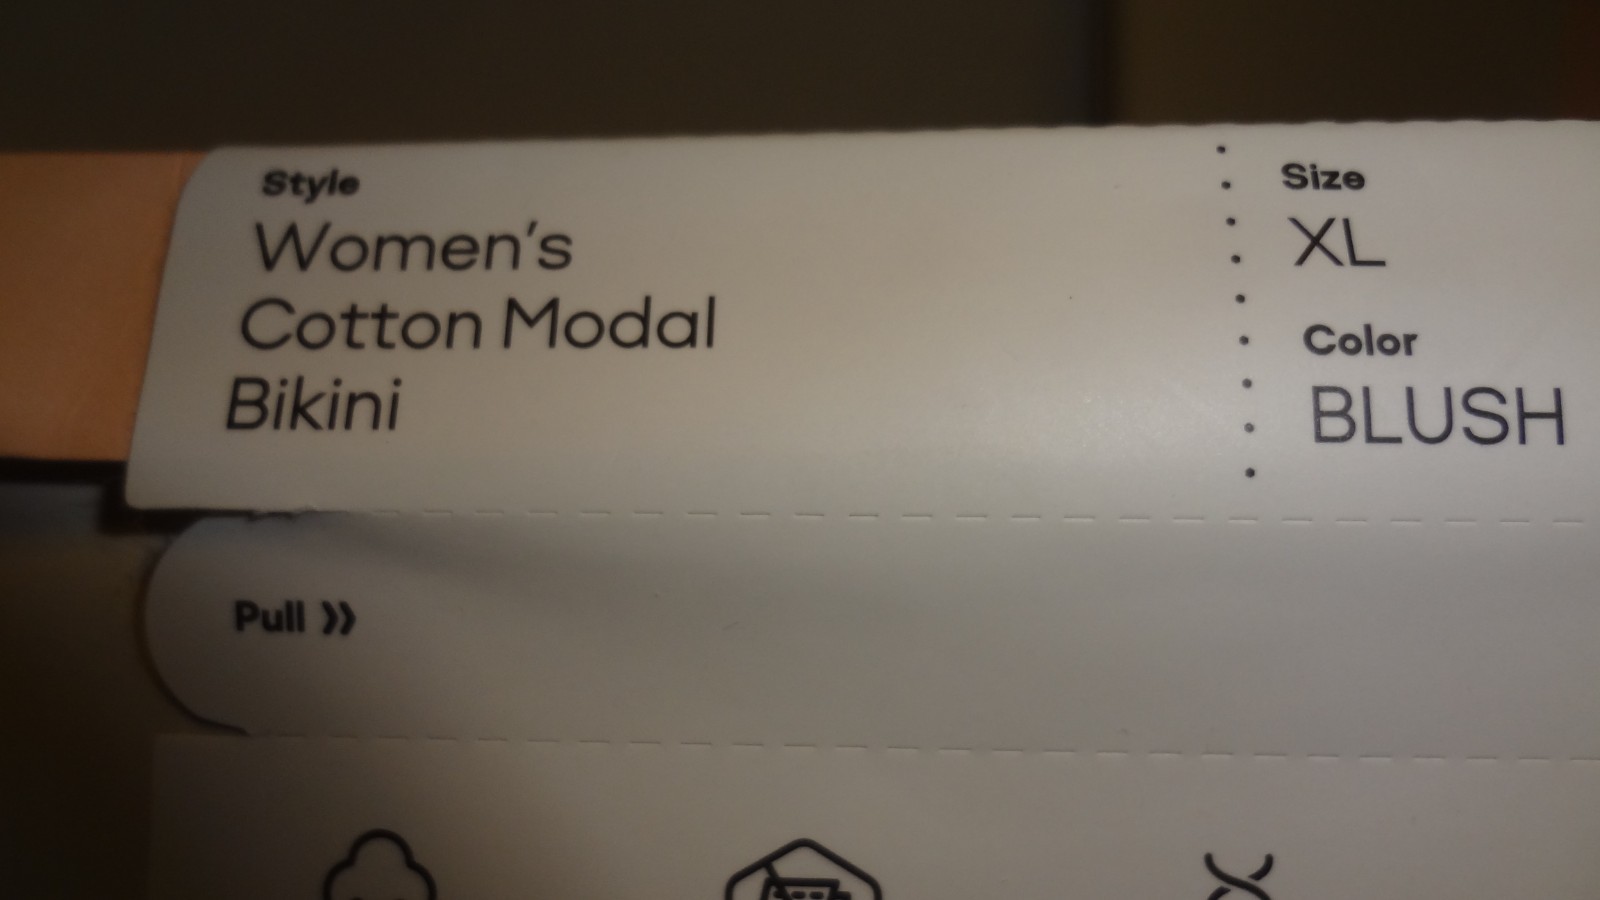 Style
Women's
Cotton Modal
Bikini
Size
XL
Color
BLUSH
Pull »